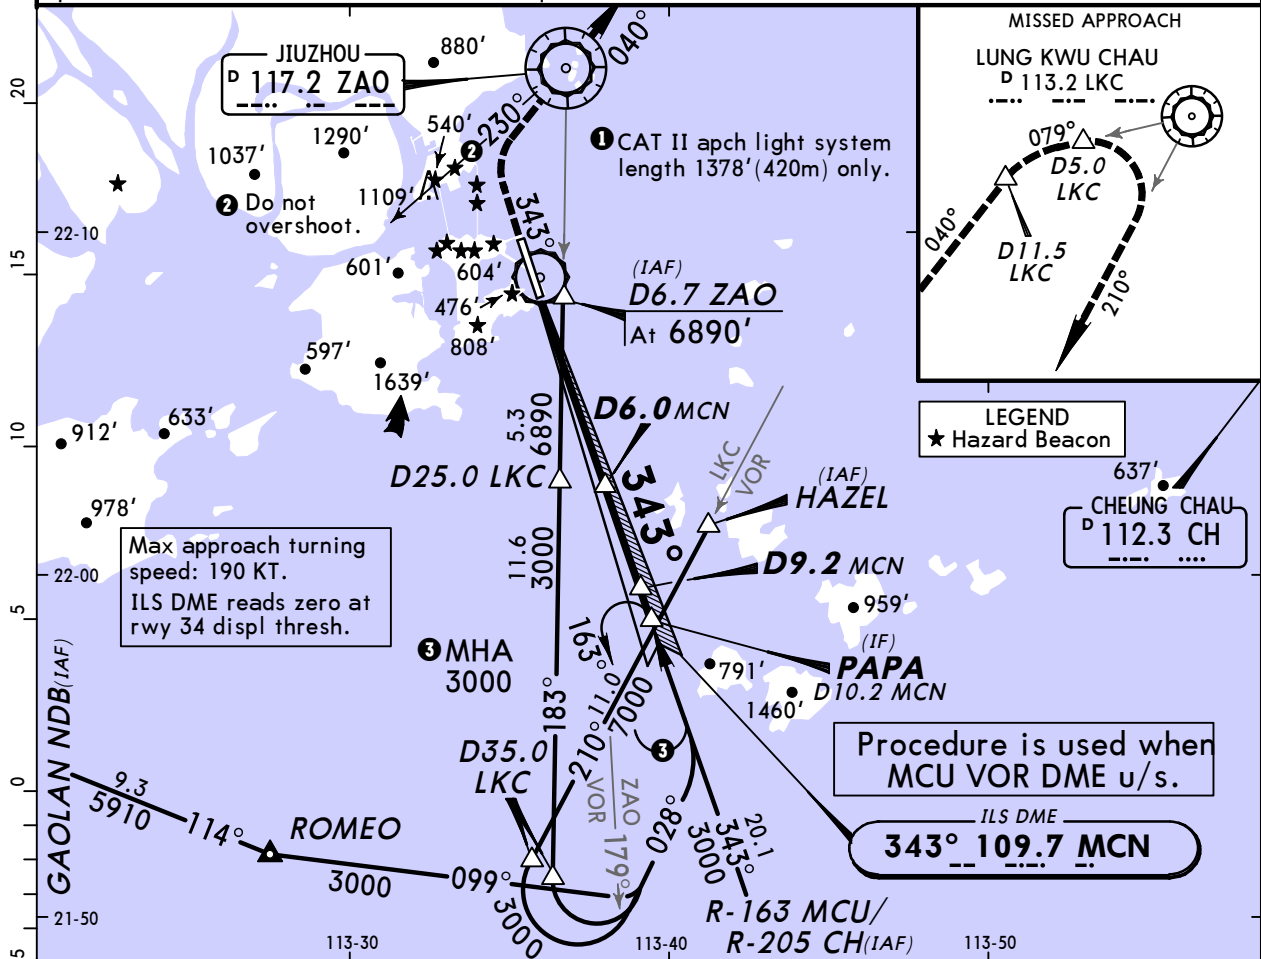 JIUZHOU
D 117.2 ZAO
880'
040°
230°
540'
1290'
1037'
1109'
2
2 Do not
overshoot.
1 CAT II apch light system
length 1378' (420m) only.
343°
MISSED APPROACH
LUNG KWU CHAU
D 113.2 LKC
079°
D5.0
LKC
040°
D11.5
LKC
210°
20
22-10
15
601'
604'
476'
808'
597'
1639'
(IAF)
D6.7 ZAO
At 6890'
912'
633'
978'
10
D6.0 MCN
5.3
6890
D25.0 LKC
343°
LKC
VOR
(IAF)
HAZEL
LEGEND
★ Hazard Beacon
637'
CHEUNG CHAU
D 112.3 CH
Max approach turning
speed: 190 KT.
ILS DME reads zero at
rwy 34 displ thresh.
11.6
3000
D9.2 MCN
22-00
5
959'
(IF)
PAPA
D10.2 MCN
791'
1460'
3 MHA
3000
163°
11.0
7000
210°
183°
3
D35.0
LKC
ZAO
VOR
179°
028°
Procedure is used when
MCU VOR DME u/s.
ILS DME
343° 109.7 MCN
20.1
343°
3000
GAOLAN NDB (IAF)
0
9.3
5910
114°
ROMEO
3000
099°
3000
R-163 MCU/
R-205 CH (IAF)
21-50
5
113-30
113-40
113-50